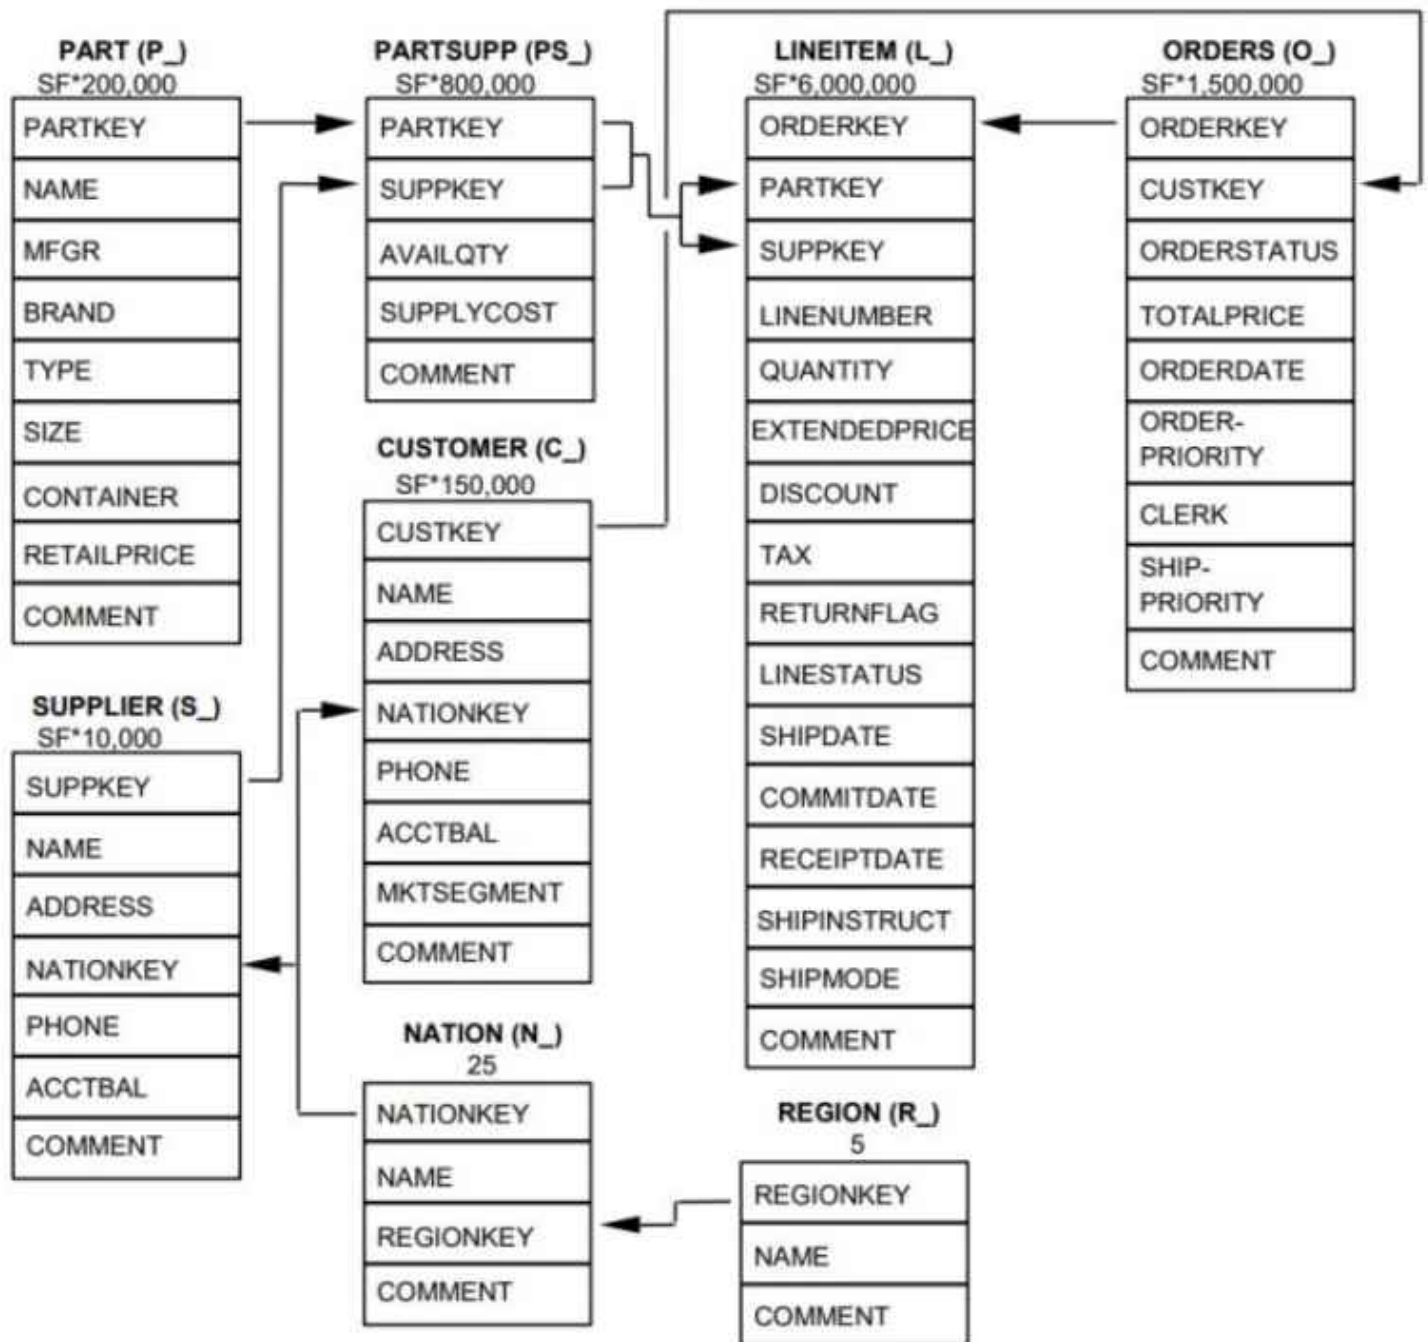 PART (P_)
SF*200,000
PARTKEY
NAME
MFGR
BRAND
TYPE
SIZE
CONTAINER
RETAILPRICE
COMMENT
SUPPLIER (S_)
SF*10,000
SUPPKEY
NAME
ADDRESS
NATIONKEY
PHONE
ACCTBAL
COMMENT
PARTSUPP (PS_)
SF*800,000
PARTKEY
SUPPKEY
AVAILQTY
SUPPLYCOST
COMMENT
CUSTOMER (C_)
SF*150,000
CUSTKEY
NAME
ADDRESS
NATIONKEY
PHONE
ACCTBAL
MKTSEGMENT
COMMENT
NATION (N_)
25
NATIONKEY
NAME
REGIONKEY
COMMENT
LINEITEM (L_)
SF*6,000,000
ORDERKEY
PARTKEY
SUPPKEY
LINENUMBER
QUANTITY
EXTENDEDPRICE
DISCOUNT
TAX
RETURNFLAG
LINESTATUS
SHIPDATE
COMMITDATE
RECEIPTDATE
SHIPINSTRUCT
SHIPMODE
COMMENT
REGION (R_)
5
REGIONKEY
NAME
COMMENT
ORDERS (O_)
SF*1,500,000
ORDERKEY
CUSTKEY
ORDERSTATUS
TOTALPRICE
ORDERDATE
ORDER-
PRIORITY
CLERK
SHIP-
PRIORITY
COMMENT